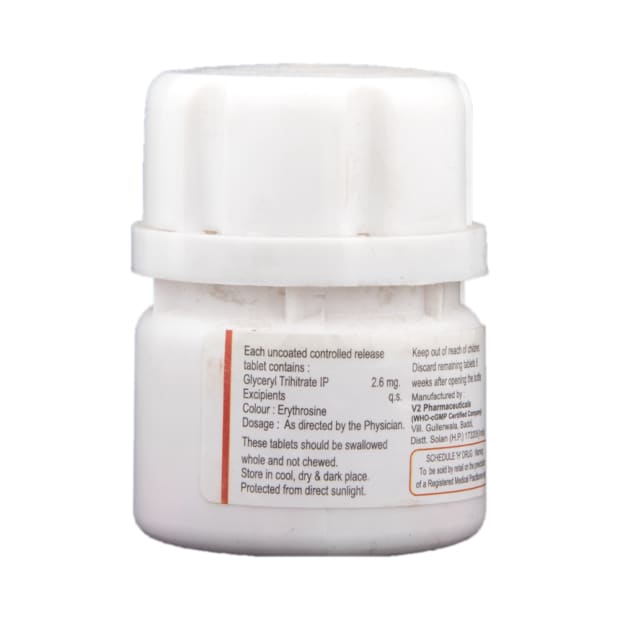 Each uncoated controlled release
tablet contains :
Glyceryl Trihitrate IP 2.6 mg.
Excipients q.s.
Colour : Erythrosine
Dosage : As directed by the Physician.
These tablets should be swallowed
whole and not chewed.
Store in cool, dry & dark place.
Protected from direct sunlight.
Keep out of reach of children
Discard remaining tablets 8
weeks after opening the bottle
Manufactured by :
V2 Pharmaceuticals
(WHO-cGMP Certified Company)
Vill. Gullerwala, Baddi,
Distt. Solan (H.P.)
SCHEDULE 'H' DRUG
To be sold by retail on the
of a Registered Medical